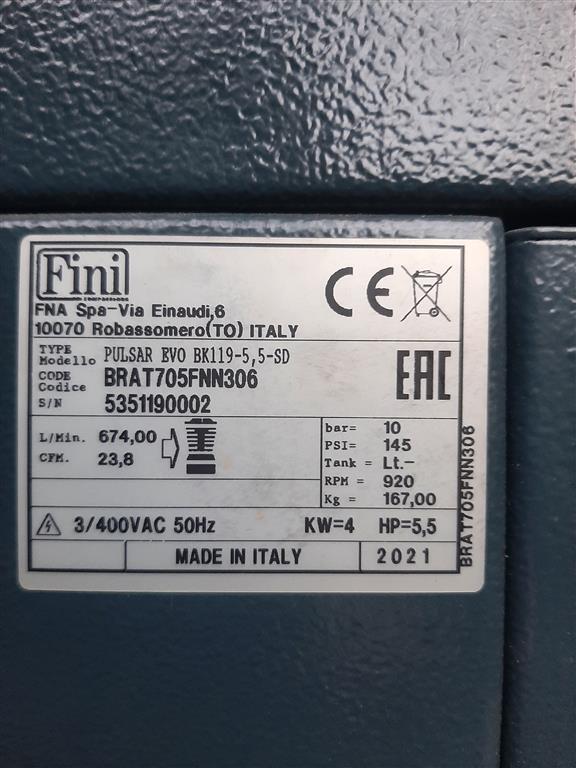 Fini
FNA Spa-Via Einaudi,6
10070 Robassomero(TO) ITALY
TYPE
Modello PULSAR EVO BK119-5,5-SD
CODE
Codice BRAT705FNN306
S/N 5351190002
CE
EAC
L/Min. 674,00
CFM. 23,8
bar= 10
PSI= 145
Tank = Lt.-
RPM = 920
Kg = 167,00
3/400VAC 50Hz KW=4 HP=5,5
MADE IN ITALY 2021
BRAT705FNN306